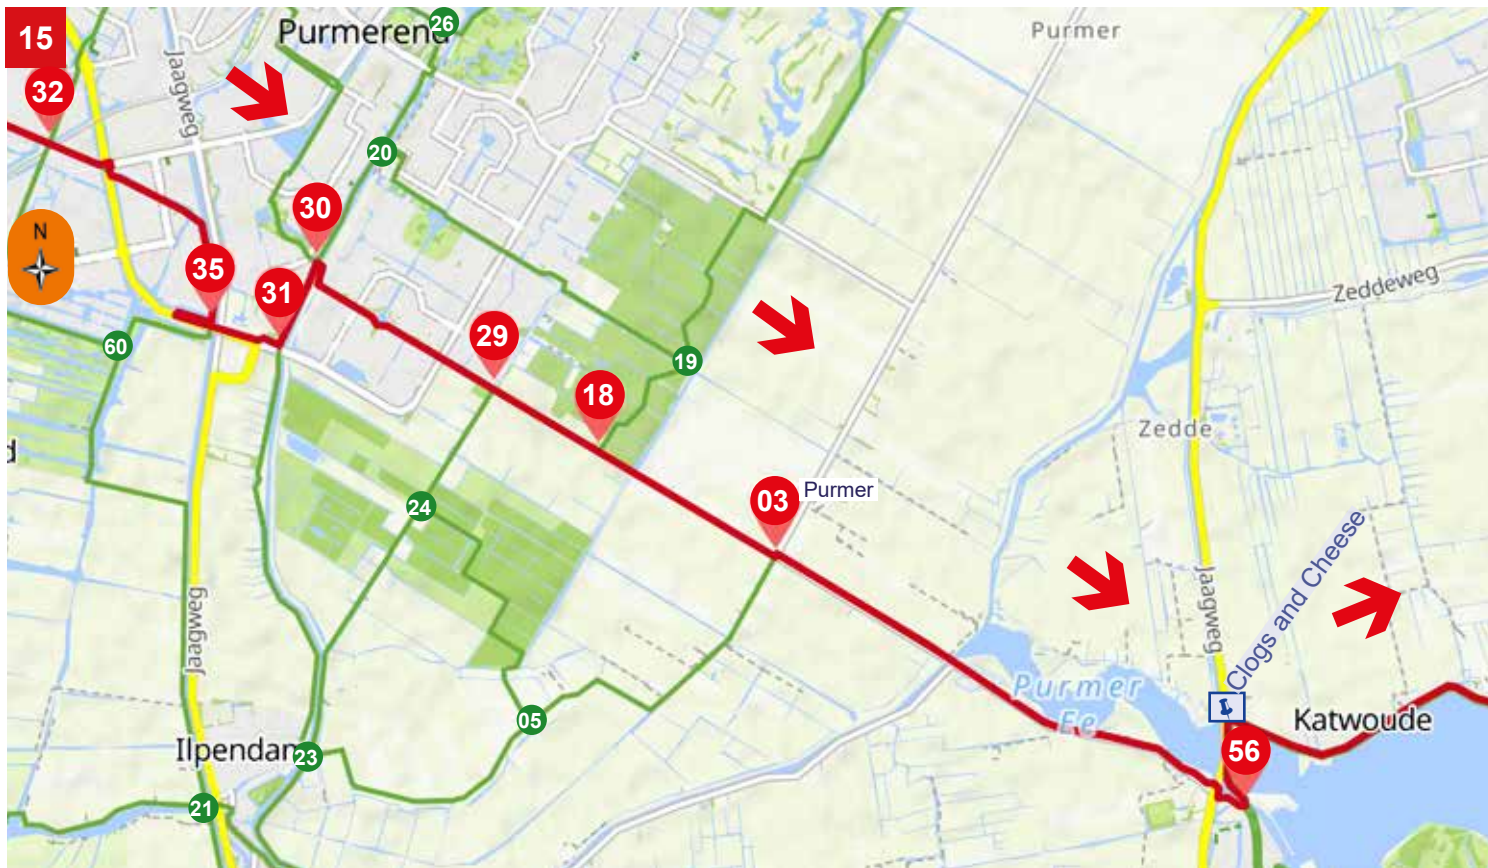 15
Purmerend
26
Purmer
32
Jaagweg
20
N
30
35
31
Zeddeweg
60
29
19
18
Zedde
d
03
Purmer
24
Jaagweg
Jaagweg
Clogs and Cheese
Purmer
Ee
05
Katwoude
Ilpendam
23
56
21